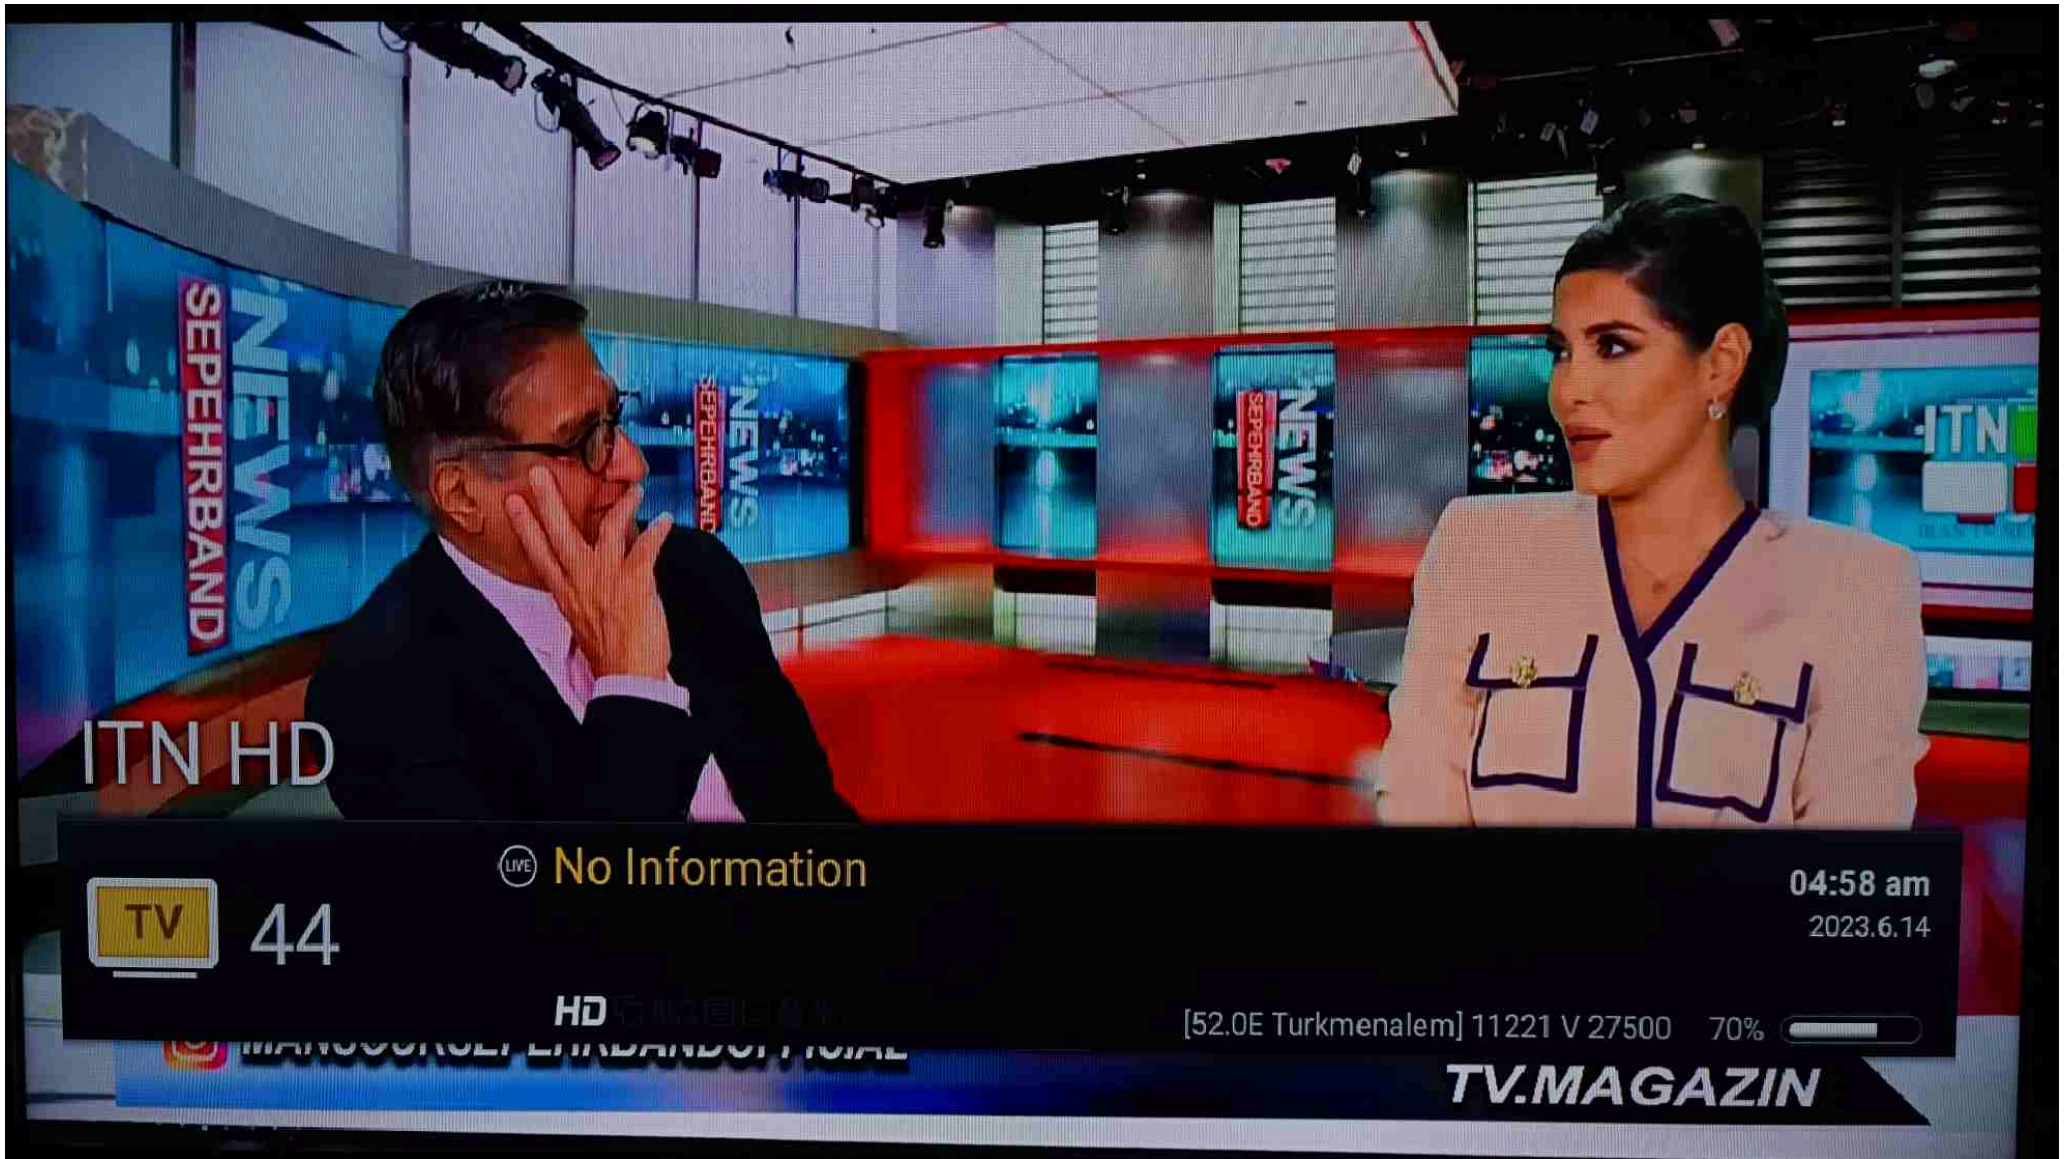 NEWS
SEPEHRBAND
NEWS
SEPEHRBAND
NEWS
SEPEHRBAND
ITN
ITN HD
LIVE No Information
04:58 am
TV 44
2023.6.14
HD
[52.0E Turkmenalem] 11221 V 27500 70%
TV.MAGAZIN